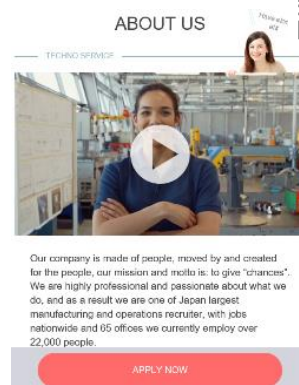 ABOUT US
TECHNO SERVICE
Our company is made of people, moved by and created
for the people, our mission and motto is: to give "chances".
We are highly professional and passionate about what we
do, and as a result we are one of Japan largest
manufacturing and operations recruiter, with jobs
nationwide and 65 offices we currently employ over
22,000 people.
APPLY NOW